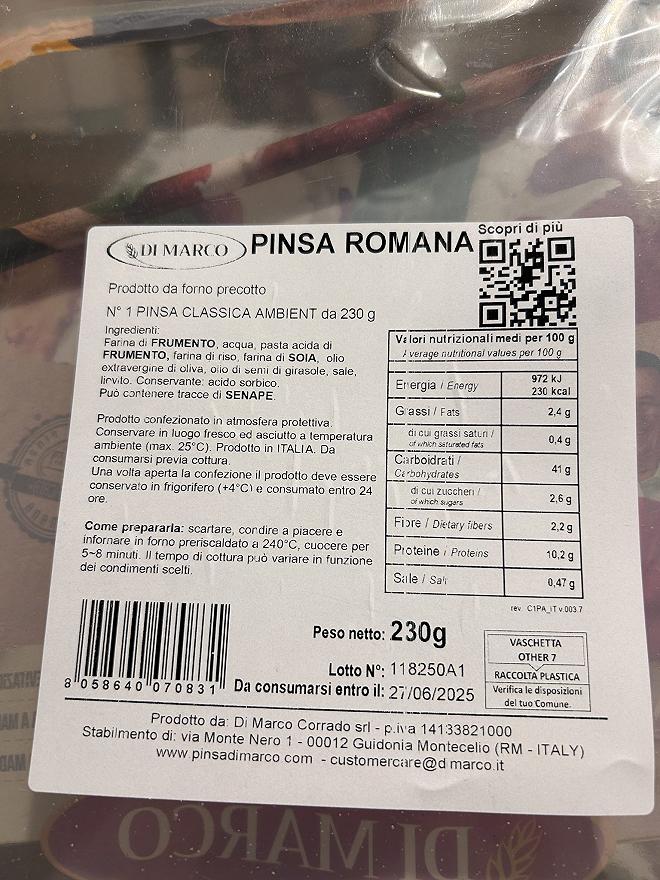 Scopri di più
DI MARCO
PINSA ROMANA
Prodotto da forno precotto
N° 1 PINSA CLASSICA AMBIENT da 230 g
Ingredienti:
Farina di FRUMENTO, acqua, pasta acida di
FRUMENTO, farina di riso, farina di SOIA, olio
extravergine di oliva, olio di semi di girasole, sale,
lievito. Conservante: acido sorbico.
Può contenere tracce di SENAPE.
Prodotto confezionato in atmosfera protettiva.
Conservare in luogo fresco ed asciutto a temperatura
ambiente (max. 25°C). Prodotto in ITALIA. Da
consumarsi previa cottura.
Una volta aperta la confezione il prodotto deve essere
conservato in frigorifero (+4°C) e consumato entro 24
ore.
Come prepararla: scartare, condire a piacere e
infornare in forno preriscaldato a 240°C, cuocere per
5~8 minuti. Il tempo di cottura può variare in funzione
dei condimenti scelti.
Valori nutrizionali medi per 100 g
Average nutritional values per 100 g
Energia / Energy 972 kJ
230 kcal
Grassi / Fats 2,4 g
di cui grassi saturi /
of which saturated fats 0,4 g
Carboidrati /
Carbohydrates 41 g
di cui zuccheri /
of which sugars 2,6 g
Fibre / Dietary fibers 2,2 g
Proteine / Proteins 10,2 g
Sale / Salt 0,47 g
rev. C1PA_IT v.003.7
Peso netto: 230g
Lotto N°: 118250A1
Da consumarsi entro il: 27/06/2025
VASCHETTA
OTHER 7
RACCOLTA PLASTICA
Verifica le disposizioni
del tuo Comune.
8 058640 070831
Prodotto da: Di Marco Corrado srl - p.iva 14133821000
Stabilmento di: via Monte Nero 1 - 00012 Guidonia Montecelio (RM - ITALY)
www.pinsadimarco.com - customercare@dimarco.it
DI MARCO